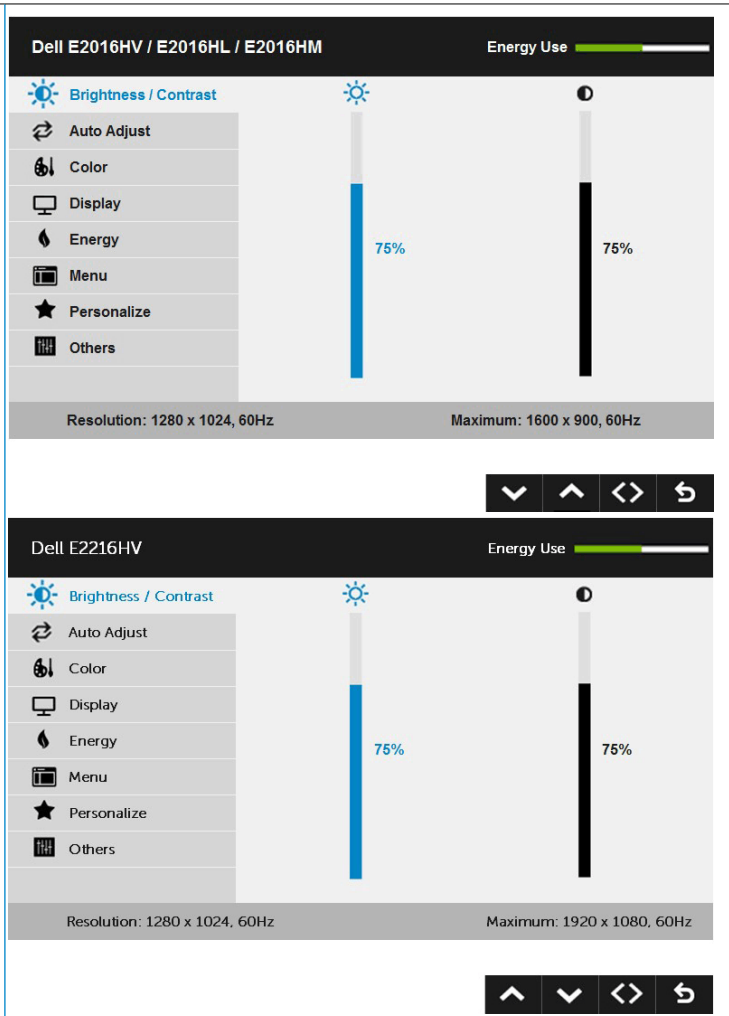 Dell E2016HV / E2016HL / E2016HM Energy Use
Brightness / Contrast
Auto Adjust
Color
Display
Energy
75% 75%
Menu
Personalize
Others
Resolution: 1280 x 1024, 60Hz Maximum: 1600 x 900, 60Hz
Dell E2216HV Energy Use
Brightness / Contrast
Auto Adjust
Color
Display
Energy
75% 75%
Menu
Personalize
Others
Resolution: 1280 x 1024, 60Hz Maximum: 1920 x 1080, 60Hz